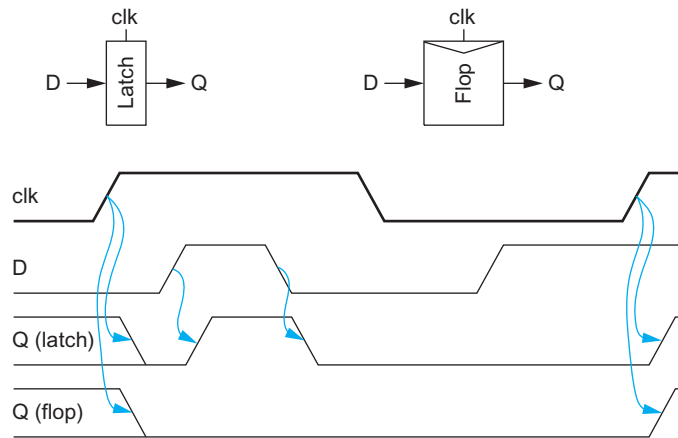 clk
clk
D
Latch
Q
D
Flop
Q
clk
D
Q (latch)
Q (flop)